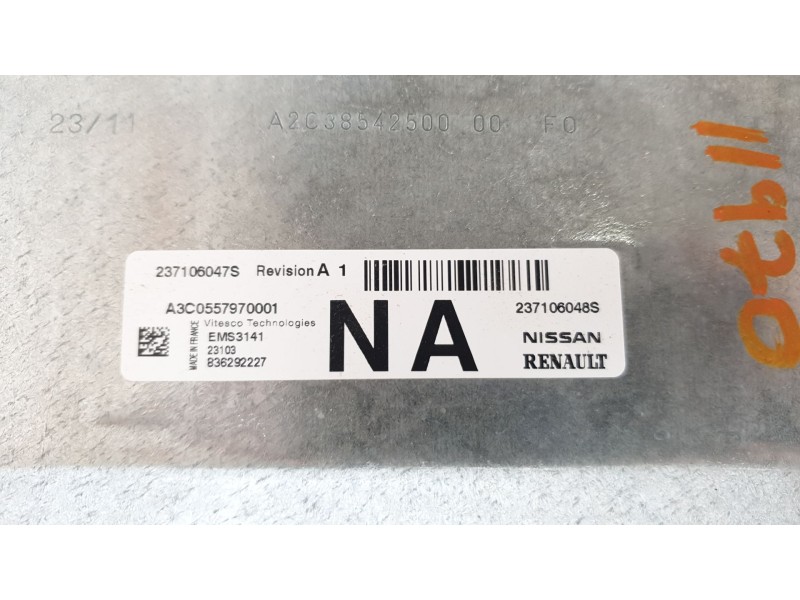 23/11 A2C38542500 00 F0
237106047S Revision A 1
A3C0557970001 237106048S
Vitesco Technologies
EMS3141
23103
836292227
MADE IN FRANCE
NA
NISSAN
RENAULT